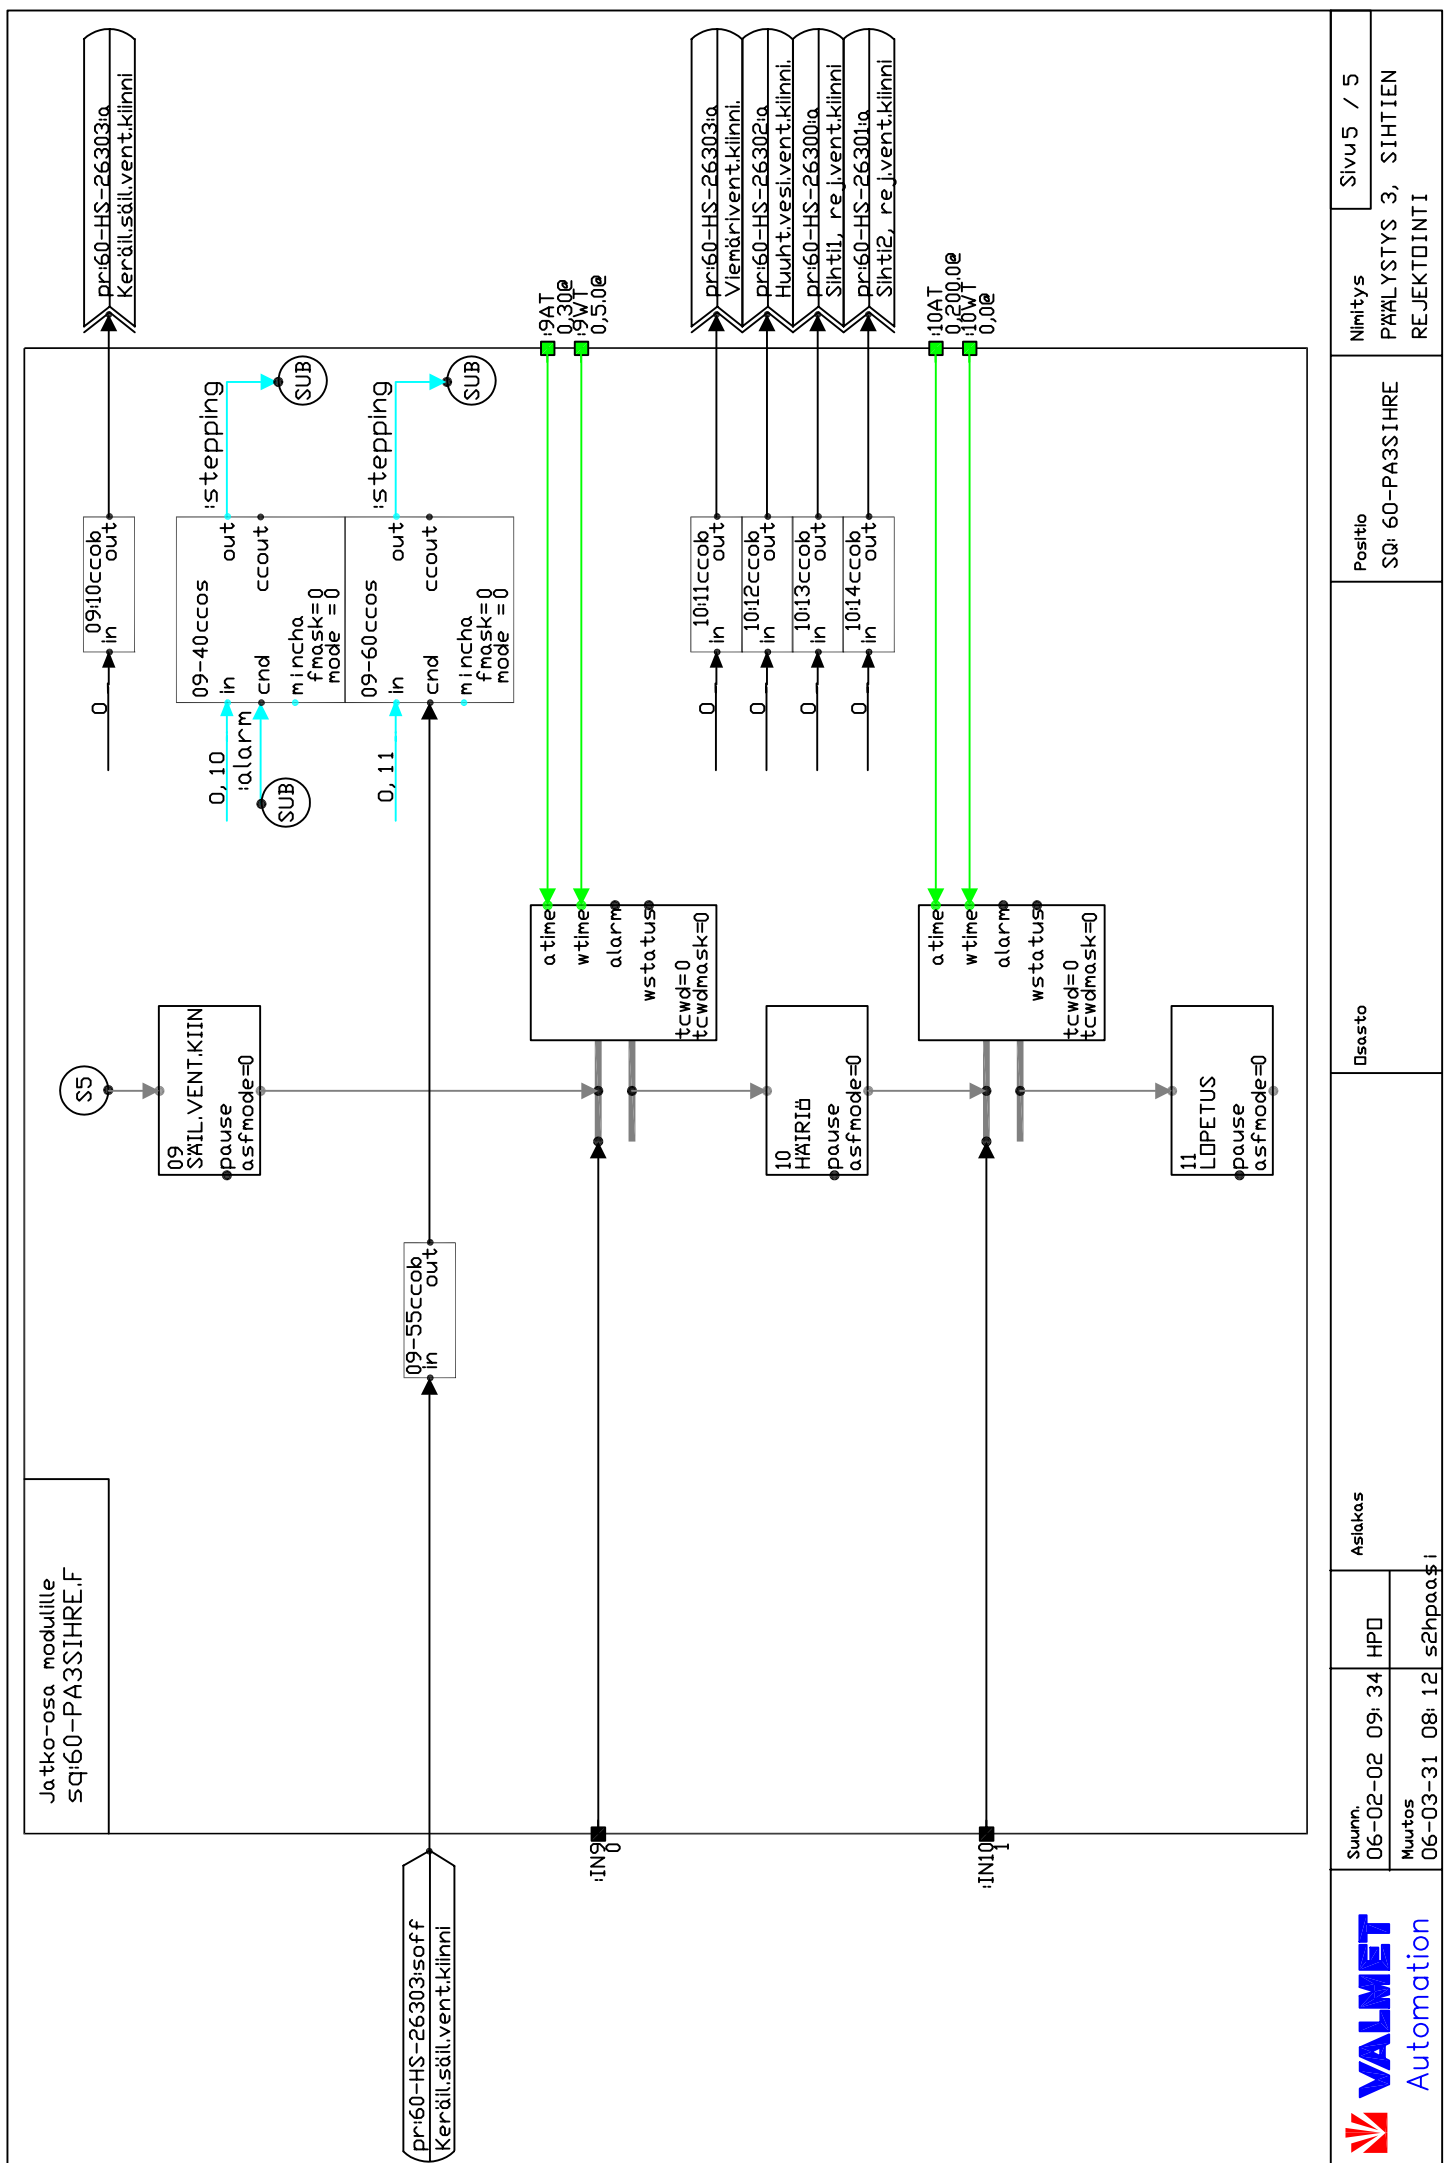 Jatko-osa modulille
sq:60-PA3SIHRE.F
S5
09
SÄIL.VENT.KIIN
pause
asfmode=0
0
09:10ccob
in
out
pr:60-HS-26303:a
Keräil.säil.vent.kiinni
09-40ccos
in
out
cnd
ccout
mincha
fmask=0
mode =0
0,10
:alarm
SUB
:stepping
SUB
pr:60-HS-26303:soff
Keräil.säil.vent.kiinni
09-55ccob
in
out
09-60ccos
in
out
cnd
ccout
mincha
fmask=0
mode =0
0,11
:stepping
SUB
:9AT
0,30@
:9WT
0,5.0@
atime
wtime
alarm
wstatus
tcwd=0
tcwdmask=0
:IN9
0
10
HÄIRIÖ
pause
asfmode=0
0
10:11ccob
in
out
pr:60-HS-26303:a
Viemärivent.kiinni.
0
10:12ccob
in
out
pr:60-HS-26302:a
Huuht.vesi.vent.kiinni.
0
10:13ccob
in
out
pr:60-HS-26300:a
Sihti1, rej.vent.kiinni
0
10:14ccob
in
out
pr:60-HS-26301:a
Sihti2, rej.vent.kiinni
:10AT
0,200.0@
:10WT
0,0@
atime
wtime
alarm
wstatus
tcwd=0
tcwdmask=0
:IN10
1
11
LOPETUS
pause
asfmode=0
VALMET
Automation
Suunn.
06-02-02 09:34 HPO
Muutos
06-03-31 08:12 s2hpaasi
Asiakas
Osasto
Positio
SQ: 60-PA3SIHRE
Nimitys
PÄÄLYSTYS 3, SIHTIEN
REJEKTOINTI
Sivu5 / 5